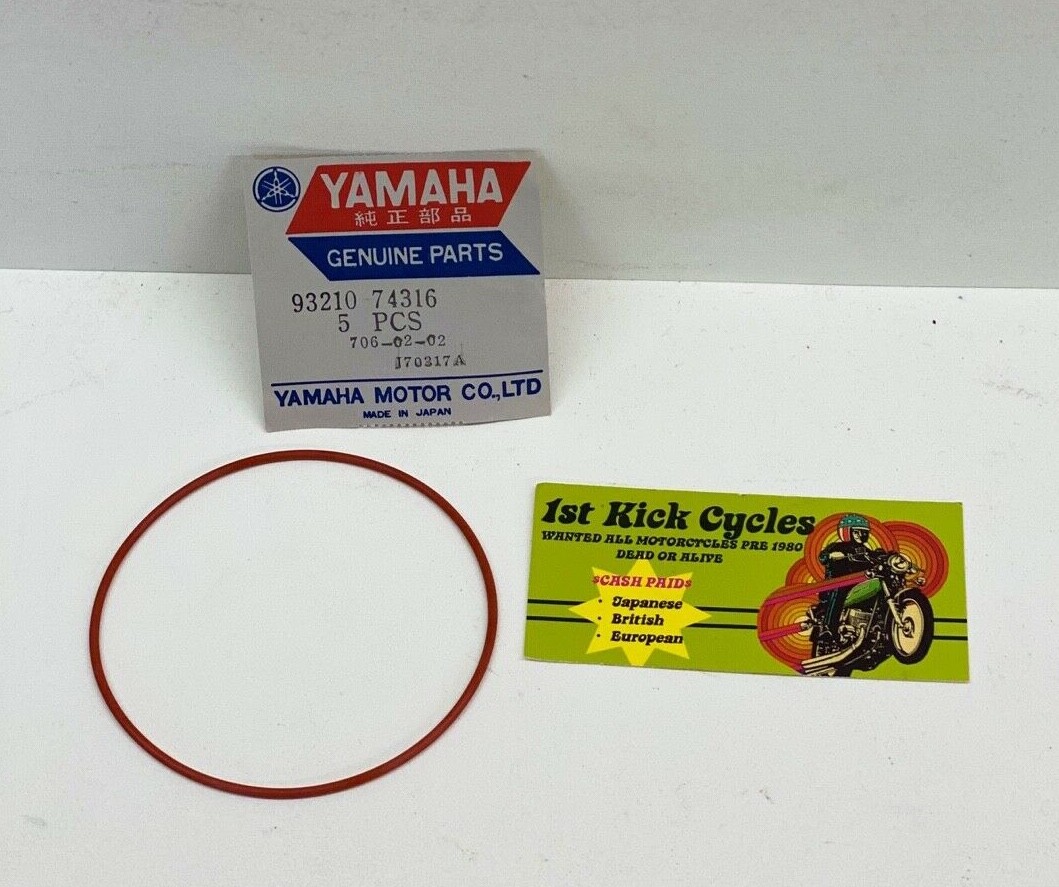 YAMAHA
純正部品
GENUINE PARTS
93210 74316
5 PCS
706-02-02
J70317A
YAMAHA MOTOR CO.,LTD
MADE IN JAPAN
1st Kick Cycles
WANTED ALL MOTORCYCLES PRE 1980
DEAD OR ALIVE
$CASH PAID$
· Japanese
· British
· European